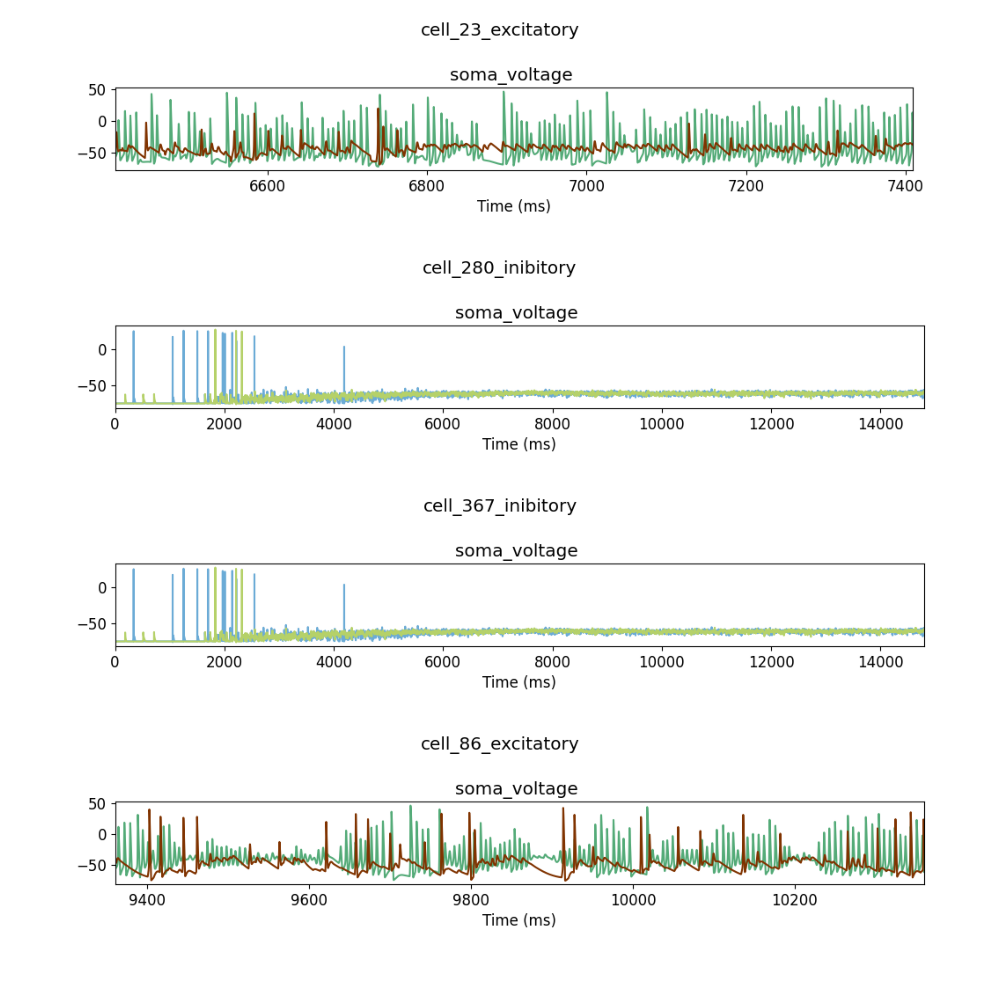 cell_23_excitatory
soma_voltage
50
0
−50
6600 6800 7000 7200 7400
Time (ms)
cell_280_inibitory
soma_voltage
0
−50
0 2000 4000 6000 8000 10000 12000 14000
Time (ms)
cell_367_inibitory
soma_voltage
0
−50
0 2000 4000 6000 8000 10000 12000 14000
Time (ms)
cell_86_excitatory
soma_voltage
50
0
−50
9400 9600 9800 10000 10200
Time (ms)